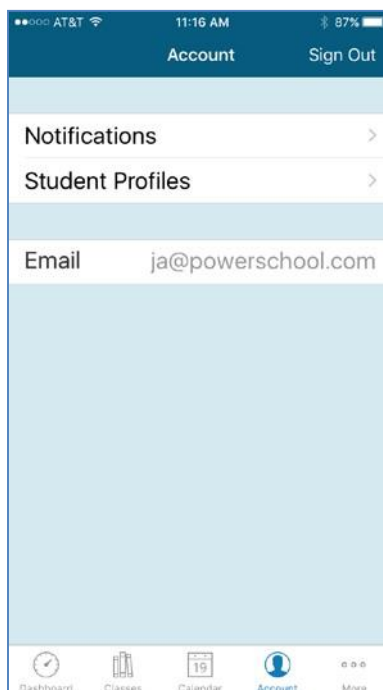 AT&T 11:16 AM 87%
Account Sign Out
Notifications
Student Profiles
Email ja@powerschool.com
19
Dashboard Classes Calendar Account More